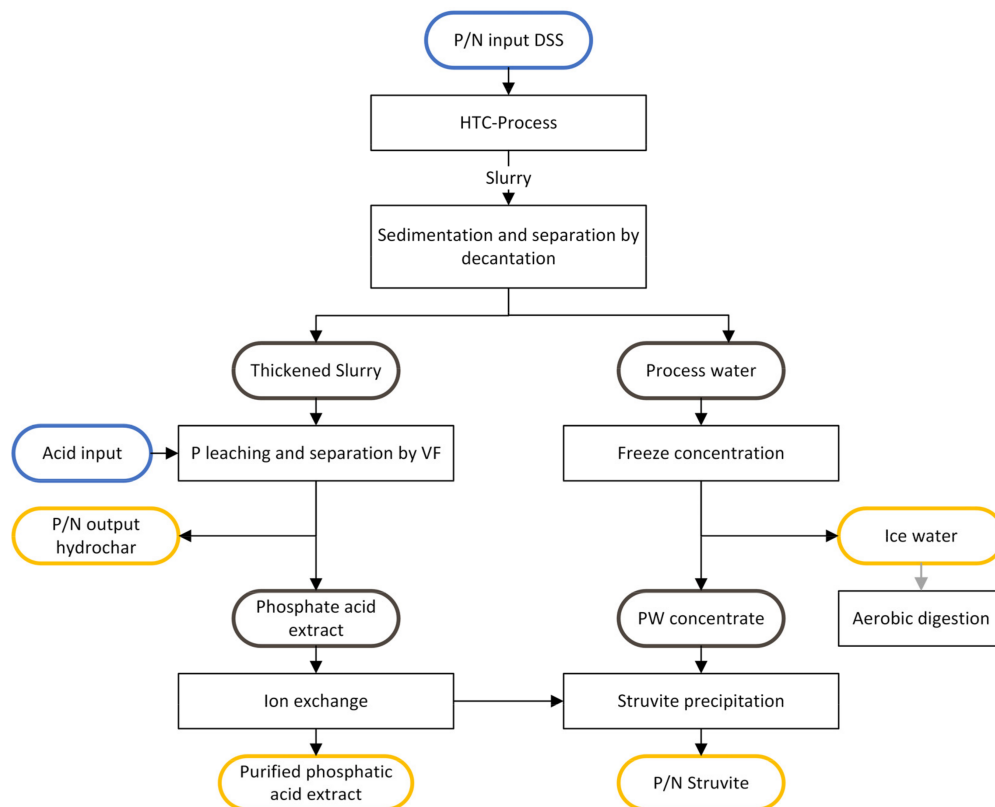 P/N input DSS
HTC-Process
Slurry
Sedimentation and separation by
decantation
Thickened Slurry
Process water
Acid input
P leaching and separation by VF
Freeze concentration
P/N output
hydrochar
Ice water
Phosphate acid
extract
PW concentrate
Aerobic digestion
Ion exchange
Struvite precipitation
Purified phosphatic
acid extract
P/N Struvite